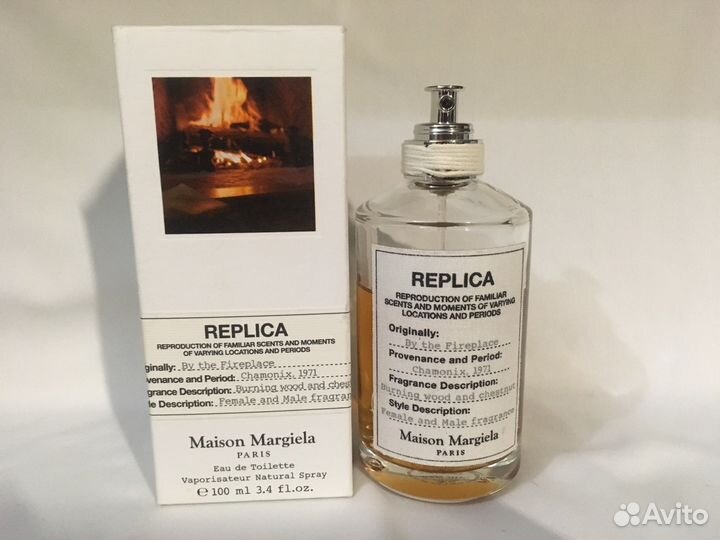 REPLICA
REPRODUCTION OF FAMILIAR SCENTS AND MOMENTS
OF VARYING LOCATIONS AND PERIODS
ginally: By the Fireplace
ovenance and Period: Chamonix, 1971
grance Description: Burning wood and chest
le Description: Female and Male fragran
Maison Margiela
PARIS
Eau de Toilette
Vaporisateur Natural Spray
℮ 100 ml 3.4 fl.oz.
REPLICA
REPRODUCTION OF FAMILIAR
SCENTS AND MOMENTS OF VARYING
LOCATIONS AND PERIODS
Originally:
By the Fireplace
Provenance and Period:
Chamonix, 1971
Fragrance Description:
Burning wood and chestnut
Style Description:
Female and Male fragrance
Maison Margiela
PARIS
Avito